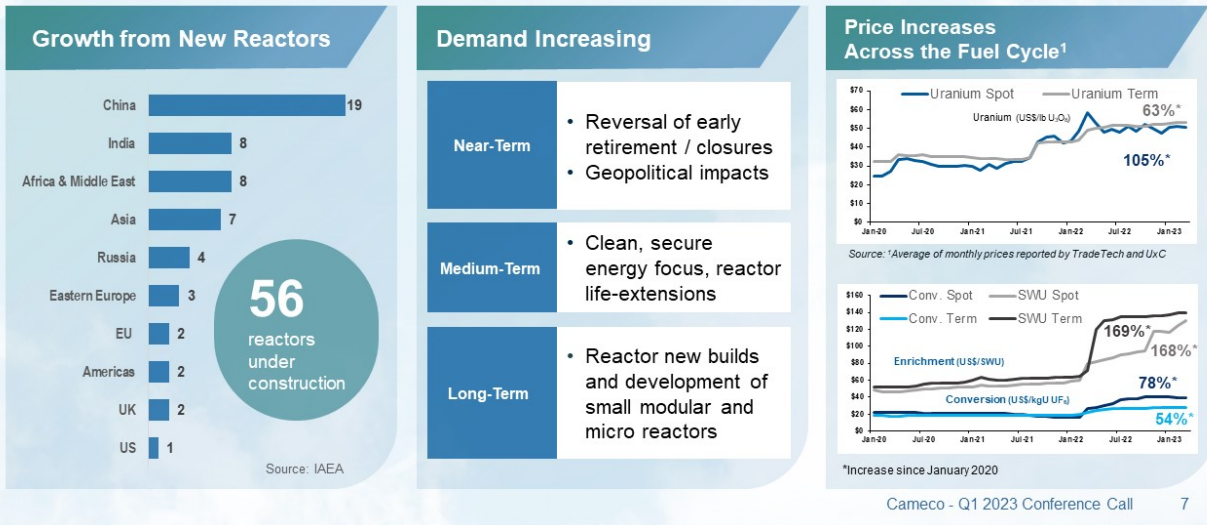 Growth from New Reactors
China 19
India 8
Africa & Middle East 8
Asia 7
Russia 4
Eastern Europe 3
EU 2
Americas 2
UK 2
US 1
56
reactors
under
construction
Source: IAEA
Demand Increasing
Near-Term
• Reversal of early
retirement / closures
• Geopolitical impacts
Medium-Term
• Clean, secure
energy focus, reactor
life-extensions
Long-Term
• Reactor new builds
and development of
small modular and
micro reactors
Price Increases
Across the Fuel Cycle¹
Uranium Spot Uranium Term
Uranium (US$/lb U₃O₈)
63%*
105%*
$70
$60
$50
$40
$30
$20
$10
$0
Jan-20 Jul-20 Jan-21 Jul-21 Jan-22 Jul-22 Jan-23
Source: ¹Average of monthly prices reported by TradeTech and UxC
Conv. Spot SWU Spot
Conv. Term SWU Term
169%*
168%*
Enrichment (US$/SWU)
78%*
Conversion (US$/kgU UF₆)
54%*
$160
$140
$120
$100
$80
$60
$40
$20
$0
Jan-20 Jul-20 Jan-21 Jul-21 Jan-22 Jul-22 Jan-23
*Increase since January 2020
Cameco - Q1 2023 Conference Call 7